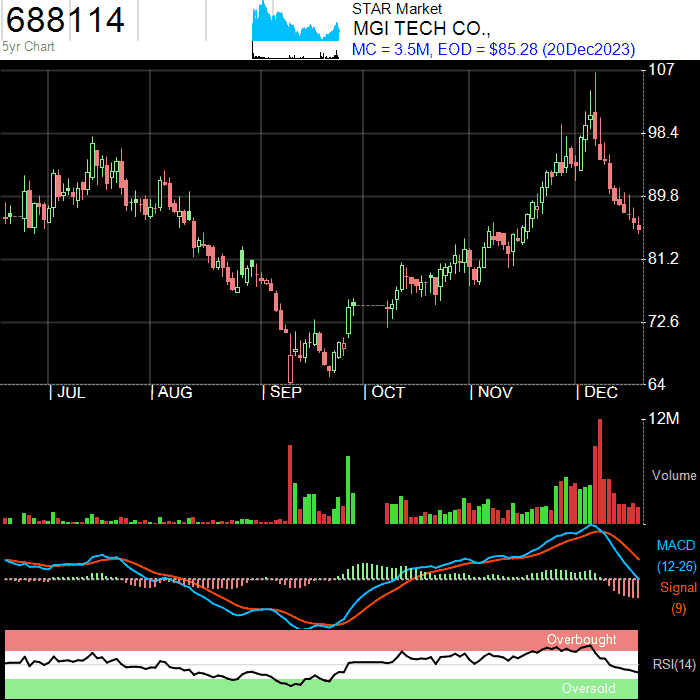 688114
5yr Chart
STAR Market
MGI TECH CO.,
MC = 3.5M, EOD = $85.28 (20Dec2023)
107
98.4
89.8
81.2
72.6
64
JUL
AUG
SEP
OCT
NOV
DEC
12M
Volume
MACD
(12-26)
Signal
(9)
Overbought
RSI(14)
Oversold